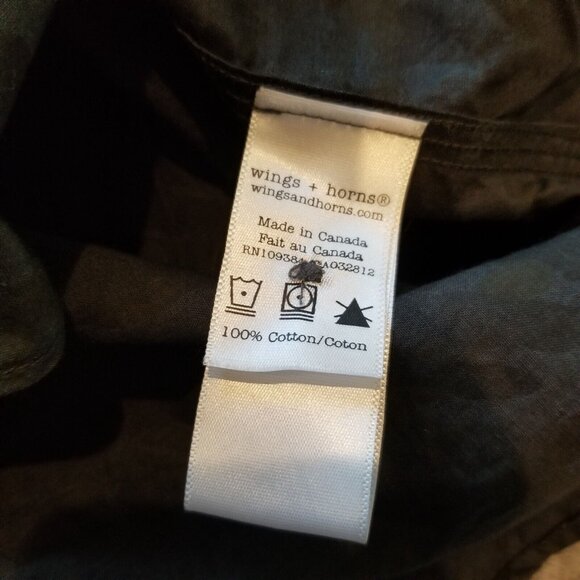 wings + horns®
wingsandhorns.com
Made in Canada
Fait au Canada
CA032812
100% Cotton/Coton